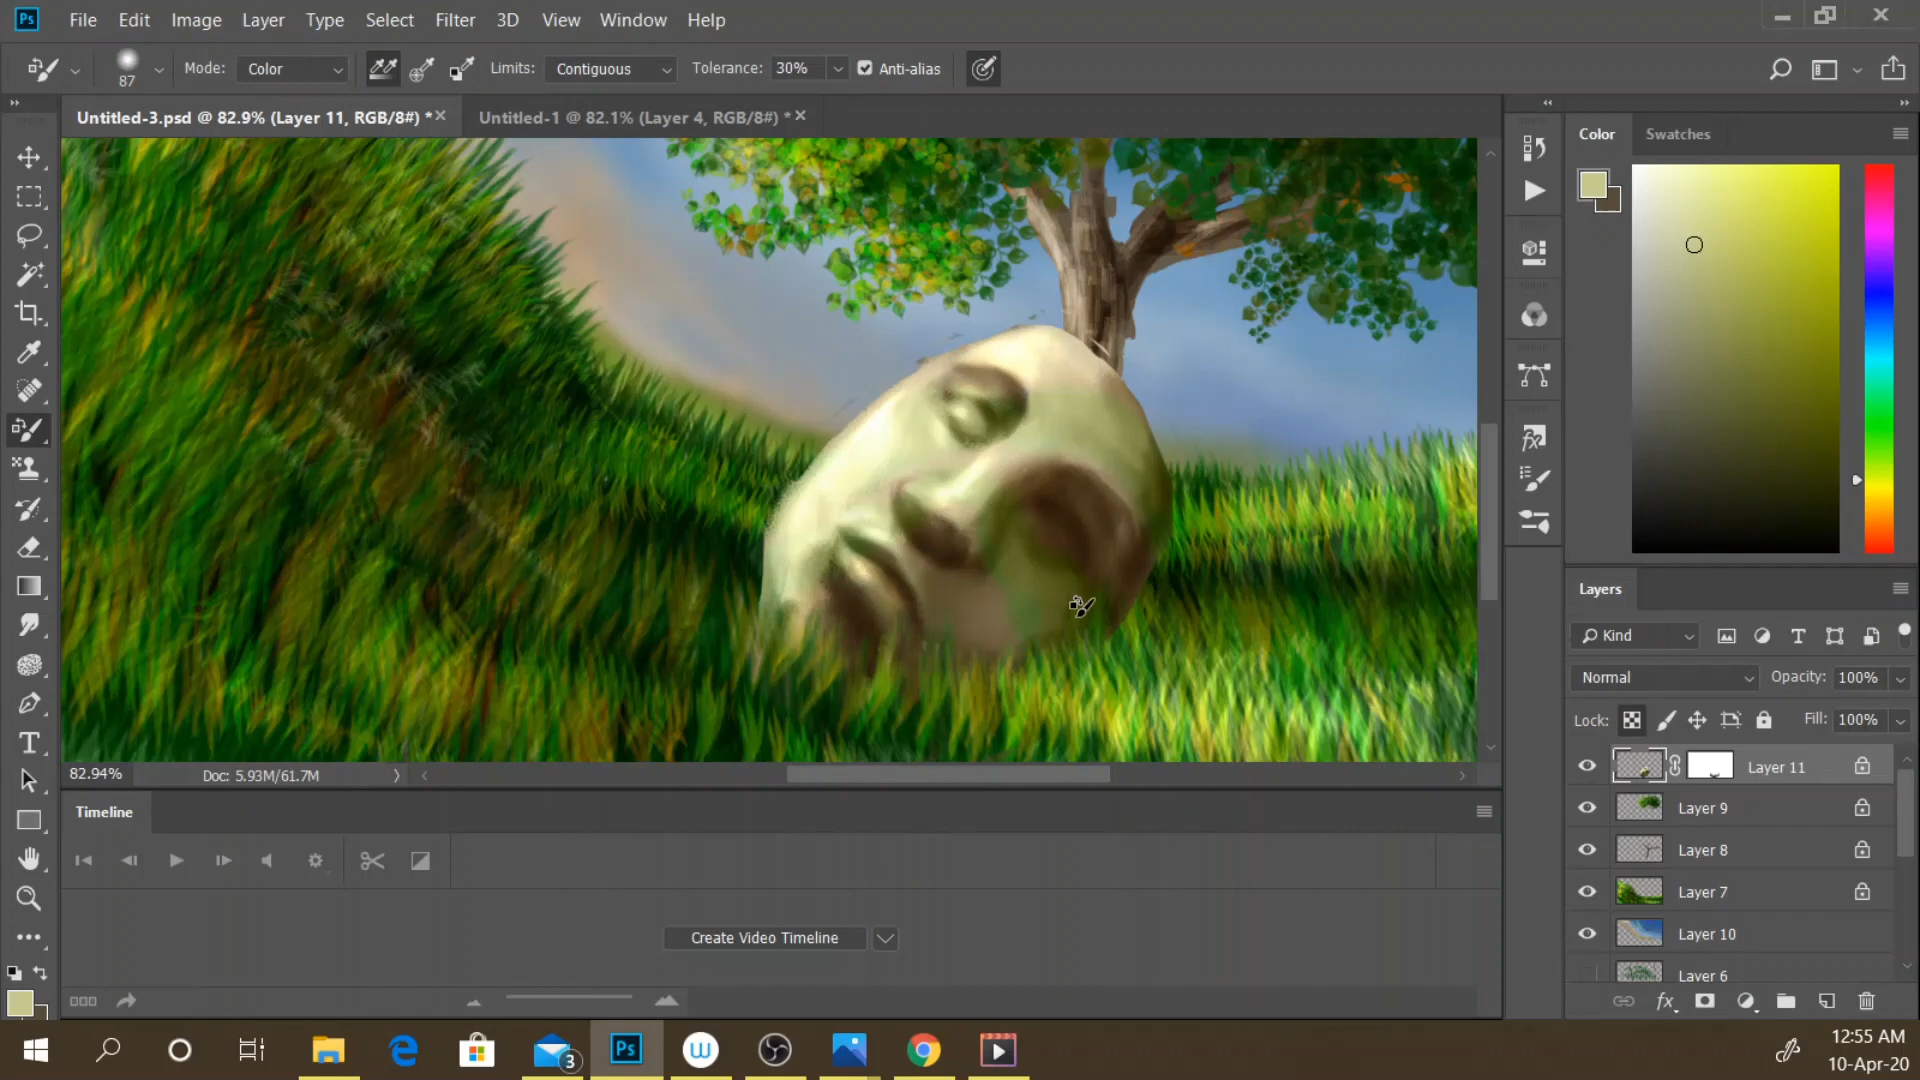 Ps File Edit Image Layer Type Select Filter 3D View Window Help
87 Mode: Color Limits: Contiguous Tolerance: 30% Anti-alias
Untitled-3.psd @ 82.9% (Layer 11, RGB/8#) * Untitled-1 @ 82.1% (Layer 4, RGB/8#) *
Color Swatches
Layers
Kind
Normal Opacity: 100%
Lock: Fill: 100%
Layer 11
Layer 9
Layer 8
Layer 7
Layer 10
Layer 6
fx
82.94% Doc: 5.93M/61.7M
Timeline
Create Video Timeline
3 Ps
12:55 AM
10-Apr-20